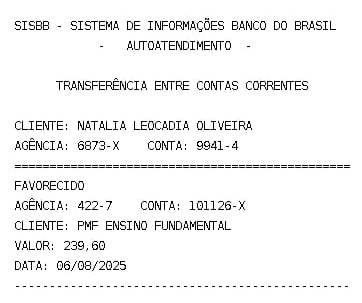 SISBB - SISTEMA DE INFORMAÇÕES BANCO DO BRASIL
- AUTOATENDIMENTO -
TRANSFERÊNCIA ENTRE CONTAS CORRENTES
CLIENTE: NATALIA LEOCADIA OLIVEIRA
AGÊNCIA: 6873-X CONTA: 9941-4
================================================
FAVORECIDO
AGÊNCIA: 422-7 CONTA: 101126-X
CLIENTE: PMF ENSINO FUNDAMENTAL
VALOR: 239,60
DATA: 06/08/2025
------------------------------------------------